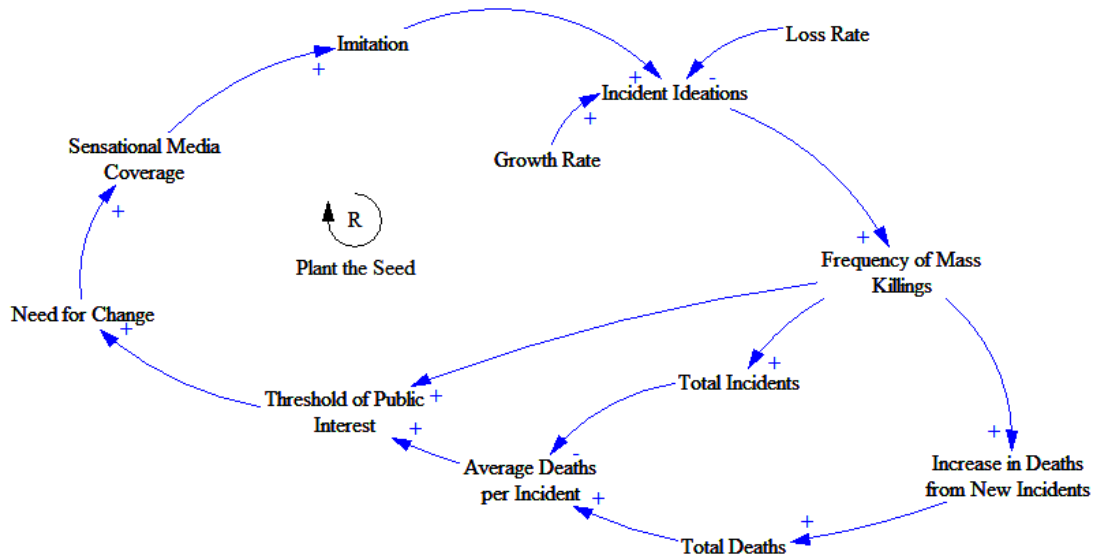 Imitation
+
Loss Rate
+
-
Incident Ideations
+
Growth Rate
Sensational Media
Coverage
+
R
Plant the Seed
+
Frequency of Mass
Killings
Need for Change
+
Total Incidents
+
Threshold of Public
Interest
+
+
-
Average Deaths
per Incident
+
+
Increase in Deaths
from New Incidents
+
Total Deaths